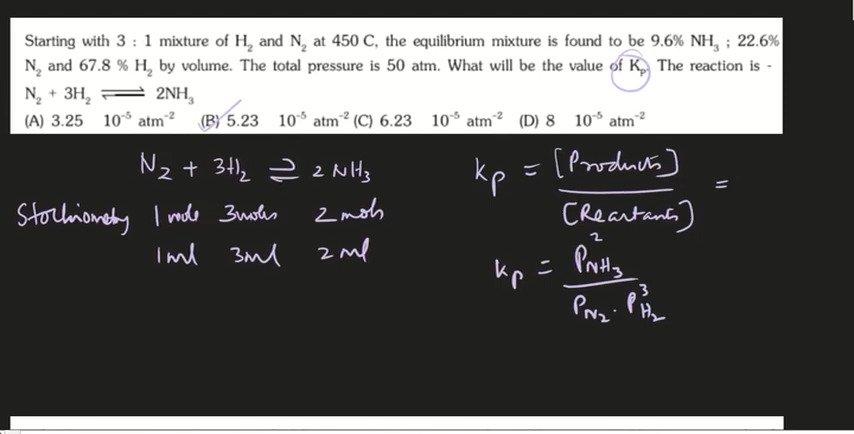 Starting with 3 : 1 mixture of H₂ and N₂ at 450 C, the equilibrium mixture is found to be 9.6% NH₃ ; 22.6%
N₂ and 67.8 % H₂ by volume. The total pressure is 50 atm. What will be the value of Kₚ. The reaction is -
N₂ + 3H₂ ⇌ 2NH₃
(A) 3.25 10⁻⁵ atm⁻² (B) 5.23 10⁻⁵ atm⁻² (C) 6.23 10⁻⁵ atm⁻² (D) 8 10⁻⁵ atm⁻²
N₂ + 3H₂ ⇌ 2 NH₃
Stochiometry 1 mole 3 moles 2 mols
1 ml 3 ml 2 ml
kp = [Products] / [Reactants] =
kp = P²NH₃ / PN₂ . P³H₂